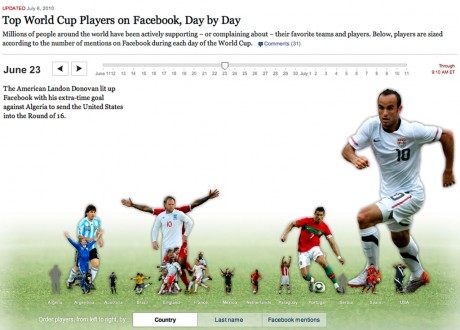 UPDATED July 9, 2010
Top World Cup Players on Facebook, Day by Day
Millions of people around the world have been actively supporting – or complaining about – their favorite teams and players. Below, players are sized
according to the number of mentions on Facebook during each day of the World Cup. Comments (31)
June 23
June 11 12 13 14 15 16 17 18 19 20 21 22 23 24 25 26 27 28 29 30 July 1 2 3 4 5 6 7 8 9 10 11
Through
9:10 AM ET
The American Landon Donovan lit up
Facebook with his extra-time goal
against Algeria to send the United States
into the Round of 16.
10
Algeria Argentina Australia Brazil England France Mexico Netherlands Paraguay Portugal Spain USA
Order players from left to right by
Country Last name Facebook mentions